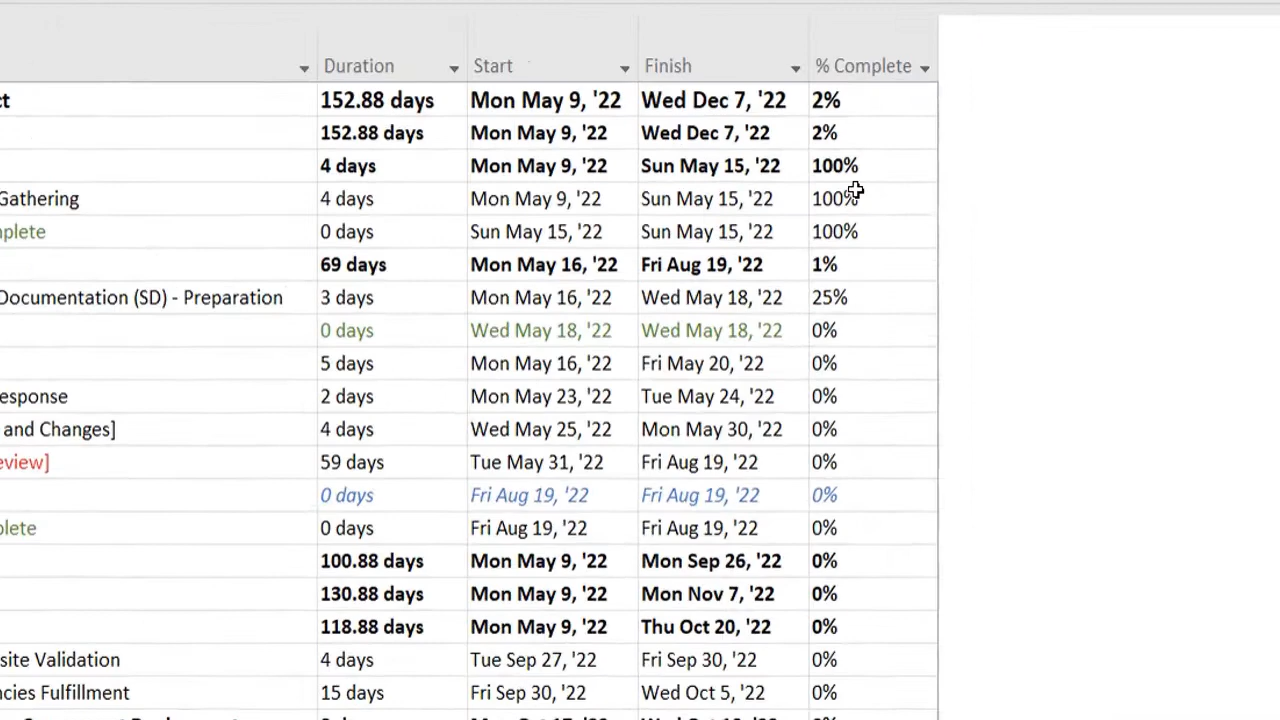 Duration Start Finish % Complete
ct 152.88 days Mon May 9, '22 Wed Dec 7, '22 2%
152.88 days Mon May 9, '22 Wed Dec 7, '22 2%
4 days Mon May 9, '22 Sun May 15, '22 100%
Gathering 4 days Mon May 9, '22 Sun May 15, '22 100%
nplete 0 days Sun May 15, '22 Sun May 15, '22 100%
69 days Mon May 16, '22 Fri Aug 19, '22 1%
Documentation (SD) - Preparation 3 days Mon May 16, '22 Wed May 18, '22 25%
0 days Wed May 18, '22 Wed May 18, '22 0%
5 days Mon May 16, '22 Fri May 20, '22 0%
esponse 2 days Mon May 23, '22 Tue May 24, '22 0%
and Changes] 4 days Wed May 25, '22 Mon May 30, '22 0%
eview] 59 days Tue May 31, '22 Fri Aug 19, '22 0%
0 days Fri Aug 19, '22 Fri Aug 19, '22 0%
plete 0 days Fri Aug 19, '22 Fri Aug 19, '22 0%
100.88 days Mon May 9, '22 Mon Sep 26, '22 0%
130.88 days Mon May 9, '22 Mon Nov 7, '22 0%
118.88 days Mon May 9, '22 Thu Oct 20, '22 0%
site Validation 4 days Tue Sep 27, '22 Fri Sep 30, '22 0%
cies Fulfillment 15 days Fri Sep 30, '22 Wed Oct 5, '22 0%